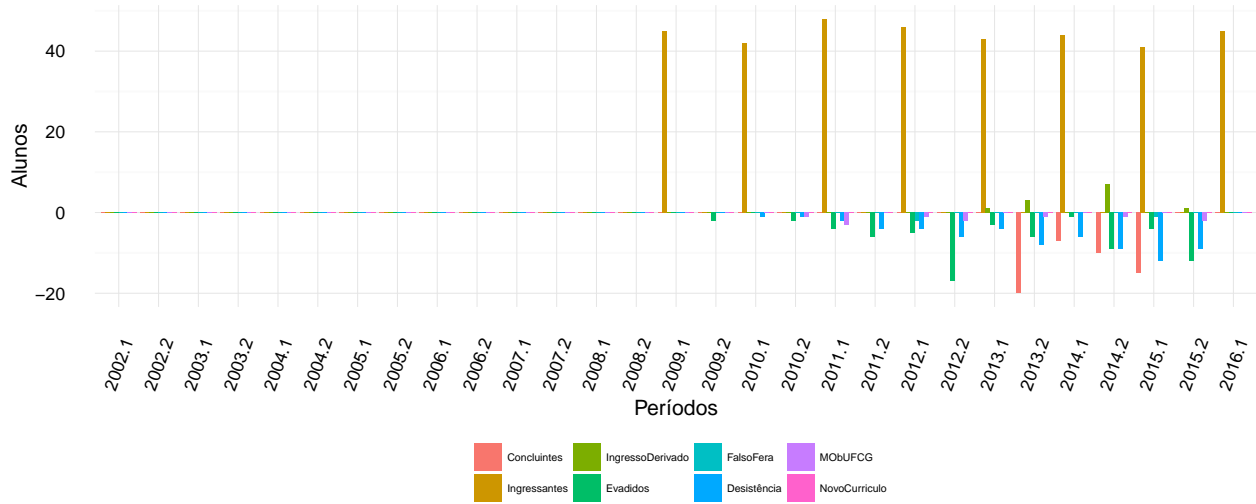 Alunos
40
20
0
−20
2002.1 2002.2 2003.1 2003.2 2004.1 2004.2 2005.1 2005.2 2006.1 2006.2 2007.1 2007.2 2008.1 2008.2 2009.1 2009.2 2010.1 2010.2 2011.1 2011.2 2012.1 2012.2 2013.1 2013.2 2014.1 2014.2 2015.1 2015.2 2016.1
Períodos
Concluintes IngressoDerivado FalsoFera MObUFCG
Ingressantes Evadidos Desistência NovoCurriculo